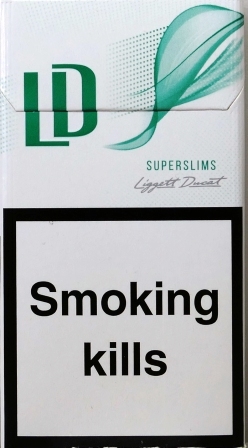 LD
SUPERSLIMS
Liggett Ducat
Smoking
kills